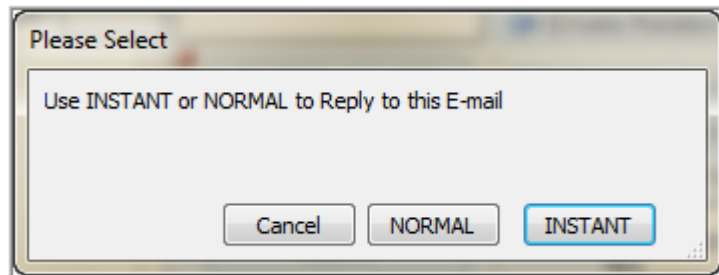 Please Select
Use INSTANT or NORMAL to Reply to this E-mail
Cancel NORMAL INSTANT